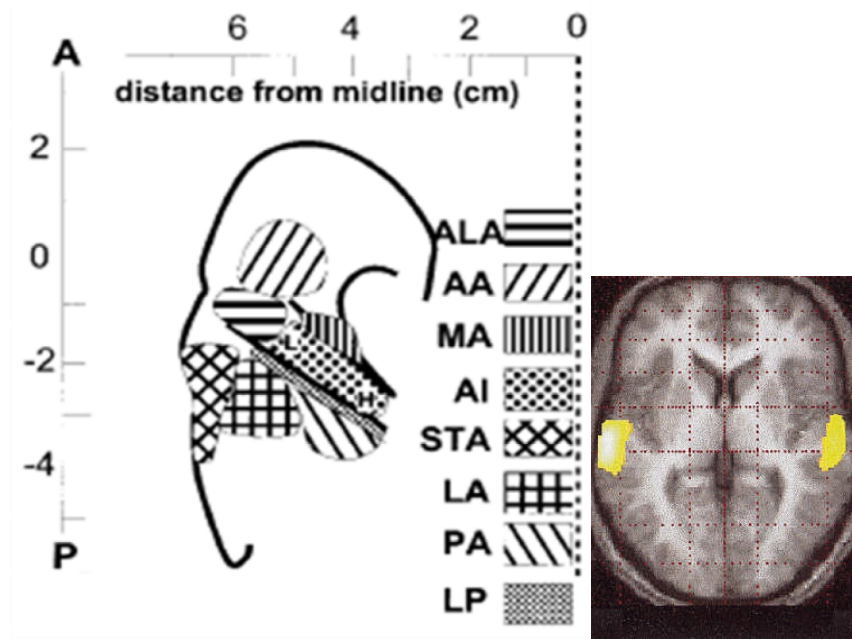 6 4 2 0
A
distance from midline (cm)
2
0
-2
-4
P
ALA
AA
MA
AI
STA
LA
PA
LP
L
H